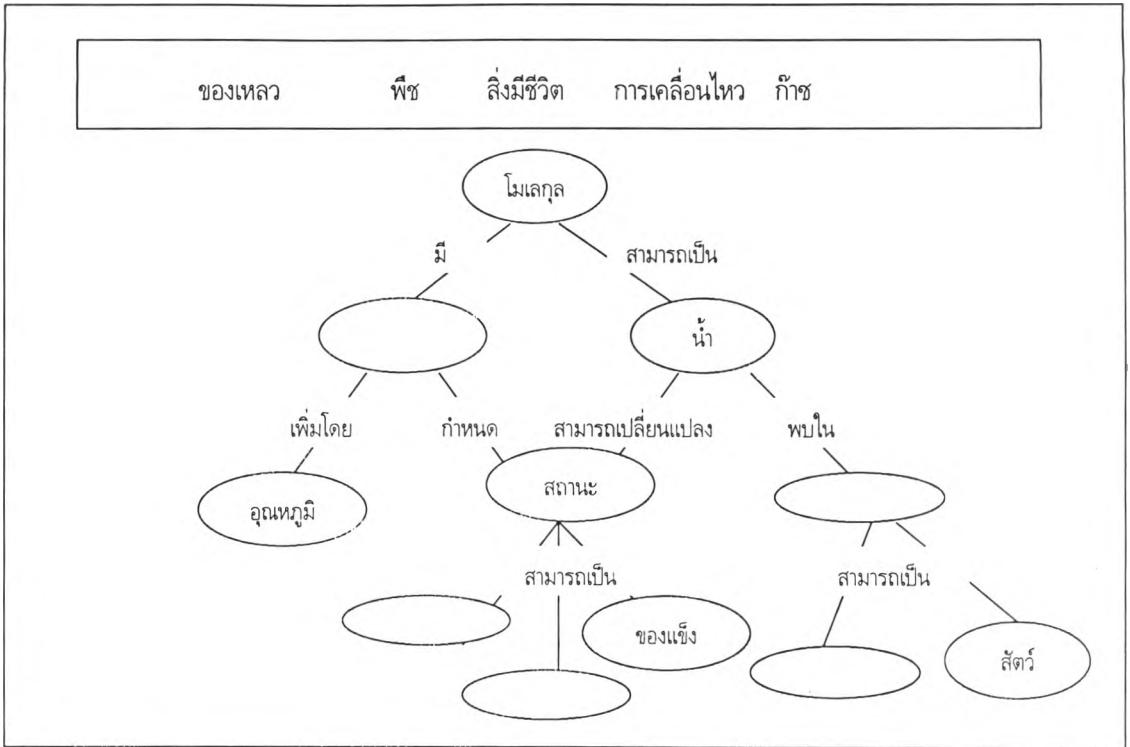 ของเหลว พืช สิ่งมีชีวิต การเคลื่อนไหว ก๊าซ
โมเลกุล
มี สามารถเป็น
น้ำ
เพิ่มโดย กำหนด สามารถเปลี่ยนแปลง พบใน
อุณหภูมิ สถานะ
สามารถเป็น สามารถเป็น
ของแข็ง สัตว์